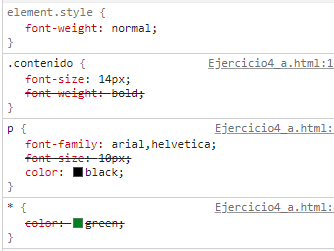 element.style {
font-weight: normal;
}
.contenido { Ejercicio4_a.html:1
font-size: 14px;
font-weight: bold;
}
p { Ejercicio4_a.html:
font-family: arial,helvetica;
font-size: 10px;
color: black;
}
* { Ejercicio4_a.html:
color: green;
}